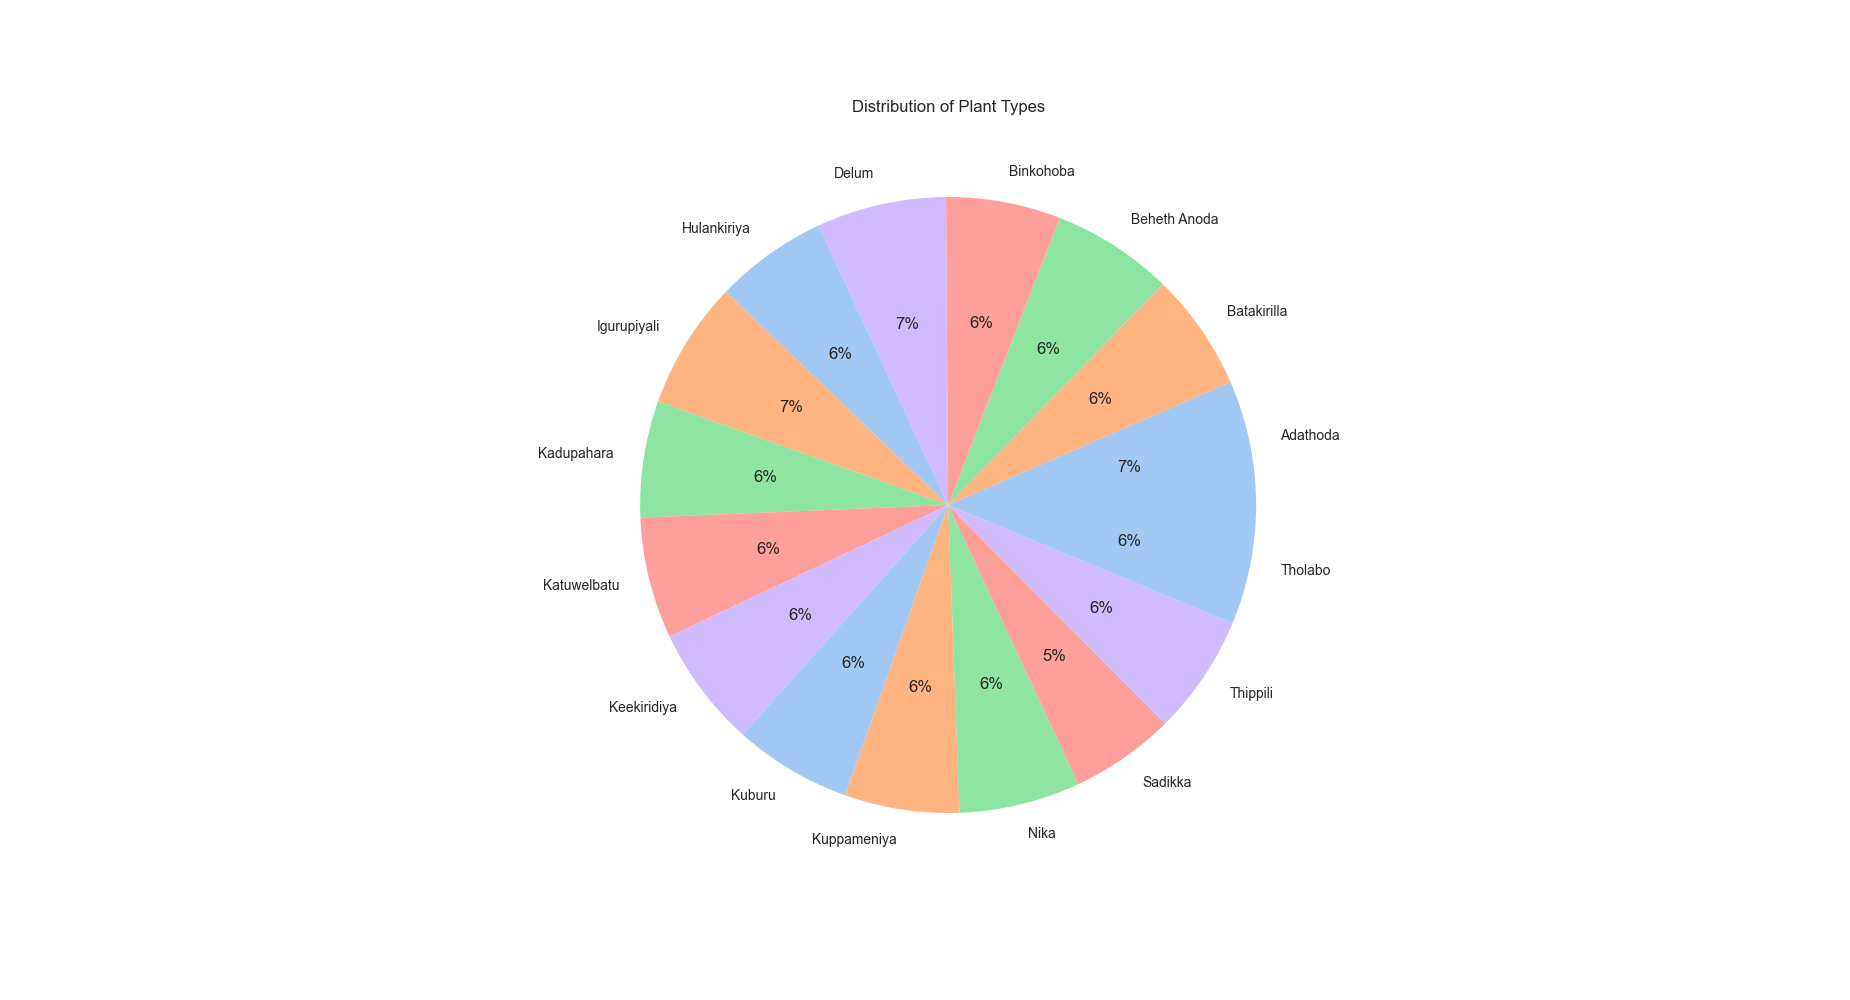 Distribution of Plant Types
Delum
Binkohoba
Hulankiriya
Beheth Anoda
Igurupiyali
Batakirilla
Kadupahara
Adathoda
Katuwelbatu
Tholabo
Keekiridiya
Thippili
Kuburu
Sadikka
Kuppameniya
Nika
7%
6%
6%
6%
7%
6%
6%
7%
6%
6%
6%
6%
6%
5%
6%
6%